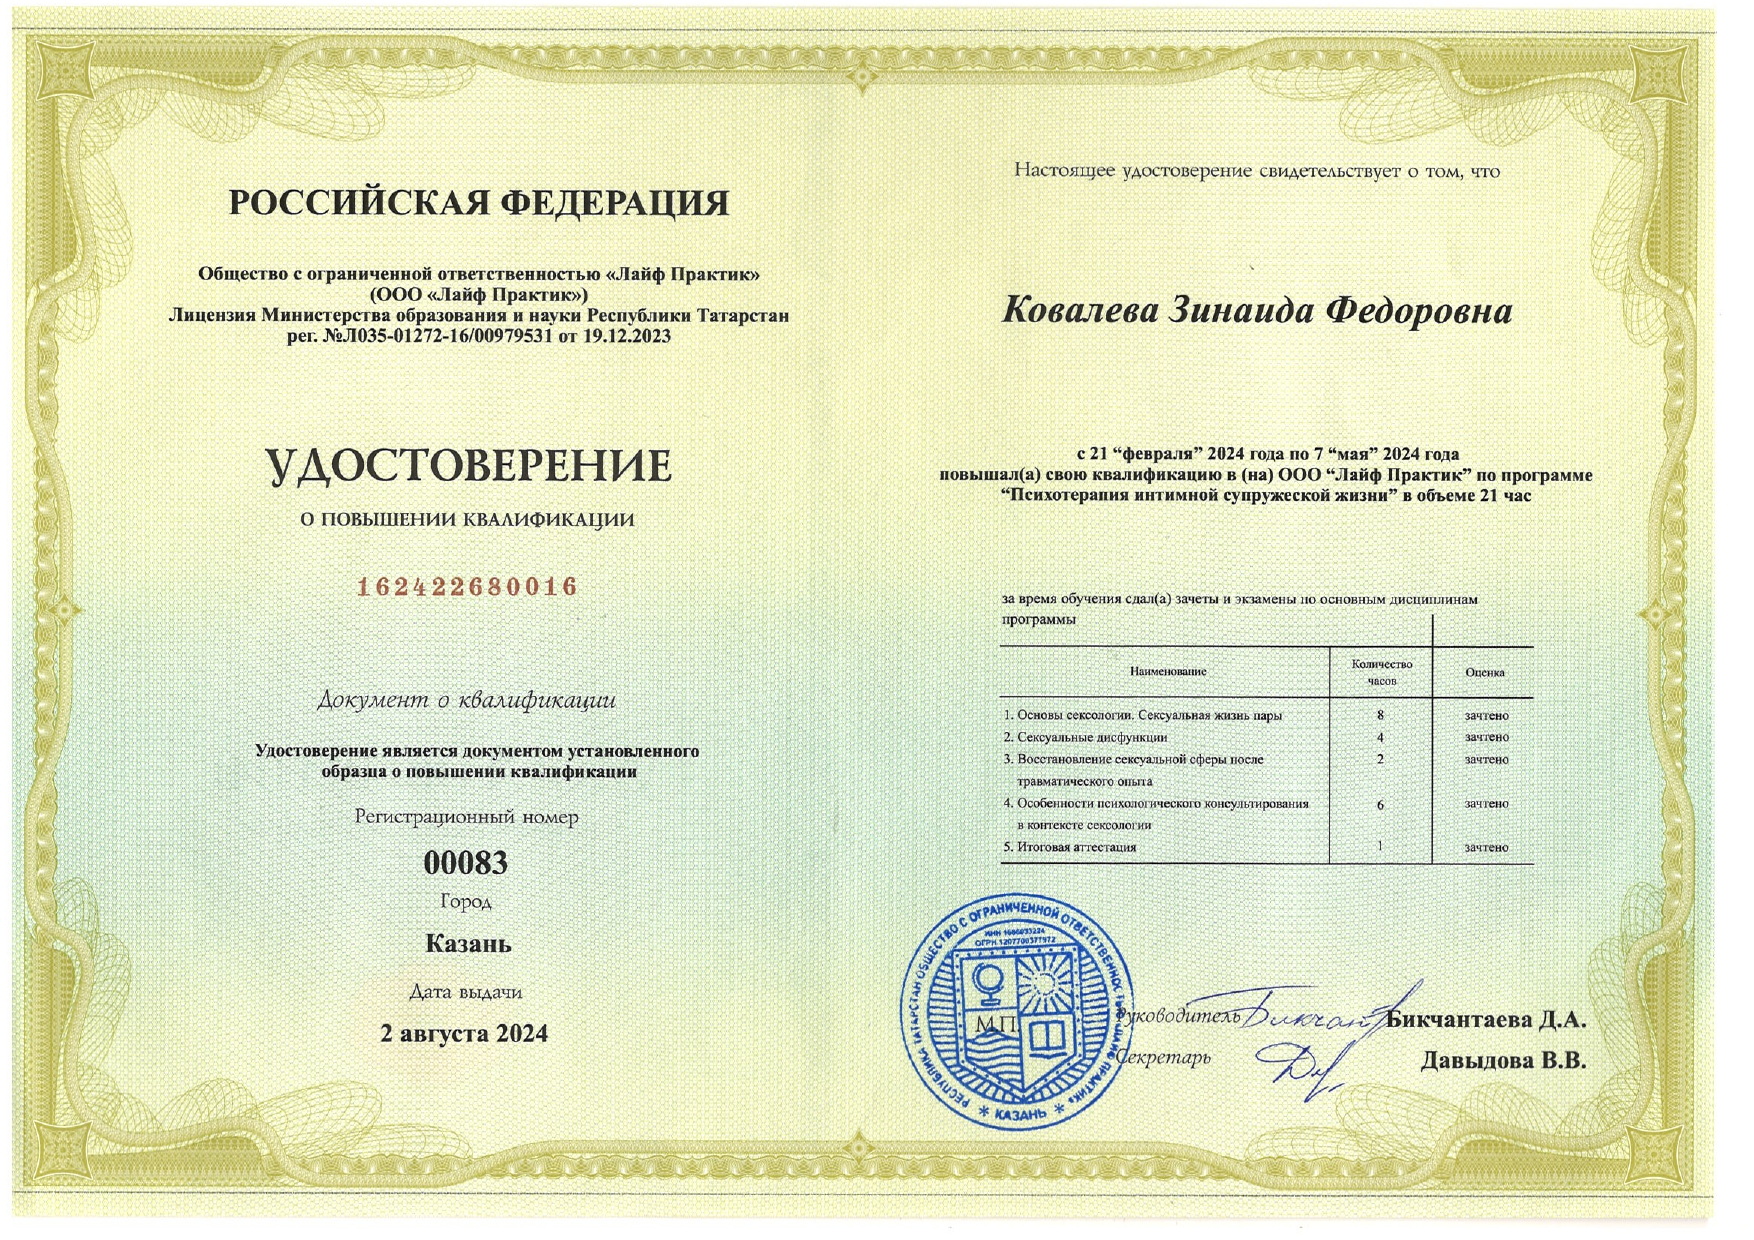 РОССИЙСКАЯ ФЕДЕРАЦИЯ
Общество с ограниченной ответственностью «Лайф Практик»
(ООО «Лайф Практик»)
Лицензия Министерства образования и науки Республики Татарстан
рег. №Л035-01272-16/00979531 от 19.12.2023
УДОСТОВЕРЕНИЕ
О ПОВЫШЕНИИ КВАЛИФИКАЦИИ
162422680016
Документ о квалификации
Удостоверение является документом установленного
образца о повышении квалификации
Регистрационный номер
00083
Город
Казань
Дата выдачи
2 августа 2024
Настоящее удостоверение свидетельствует о том, что
Ковалева Зинаида Федоровна
с 21 “февраля” 2024 года по 7 “мая” 2024 года
повышал(а) свою квалификацию в (на) ООО “Лайф Практик” по программе
“Психотерапия интимной супружеской жизни” в объеме 21 час
за время обучения сдал(а) зачеты и экзамены по основным дисциплинам
программы
Наименование Количество часов Оценка
1. Основы сексологии. Сексуальная жизнь пары 8 зачтено
2. Сексуальные дисфункции 4 зачтено
3. Восстановление сексуальной сферы после 2 зачтено
травматического опыта
4. Особенности психологического консультирования 6 зачтено
в контексте сексологии
5. Итоговая аттестация 1 зачтено
РЕСПУБЛИКА ТАТАРСТАН ОБЩЕСТВО С ОГРАНИЧЕННОЙ ОТВЕТСТВЕННОСТЬЮ «ЛАЙФ ПРАКТИК»
* КАЗАНЬ *
М.П.
Руководитель Бикчантаева Д.А.
Секретарь Давыдова В.В.